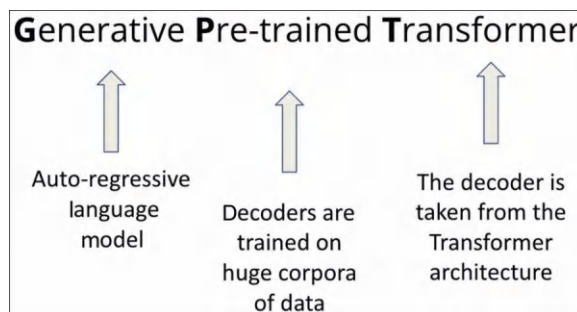 Generative Pre-trained Transformer
Auto-regressive
language
model
Decoders are
trained on
huge corpora
of data
The decoder is
taken from the
Transformer
architecture